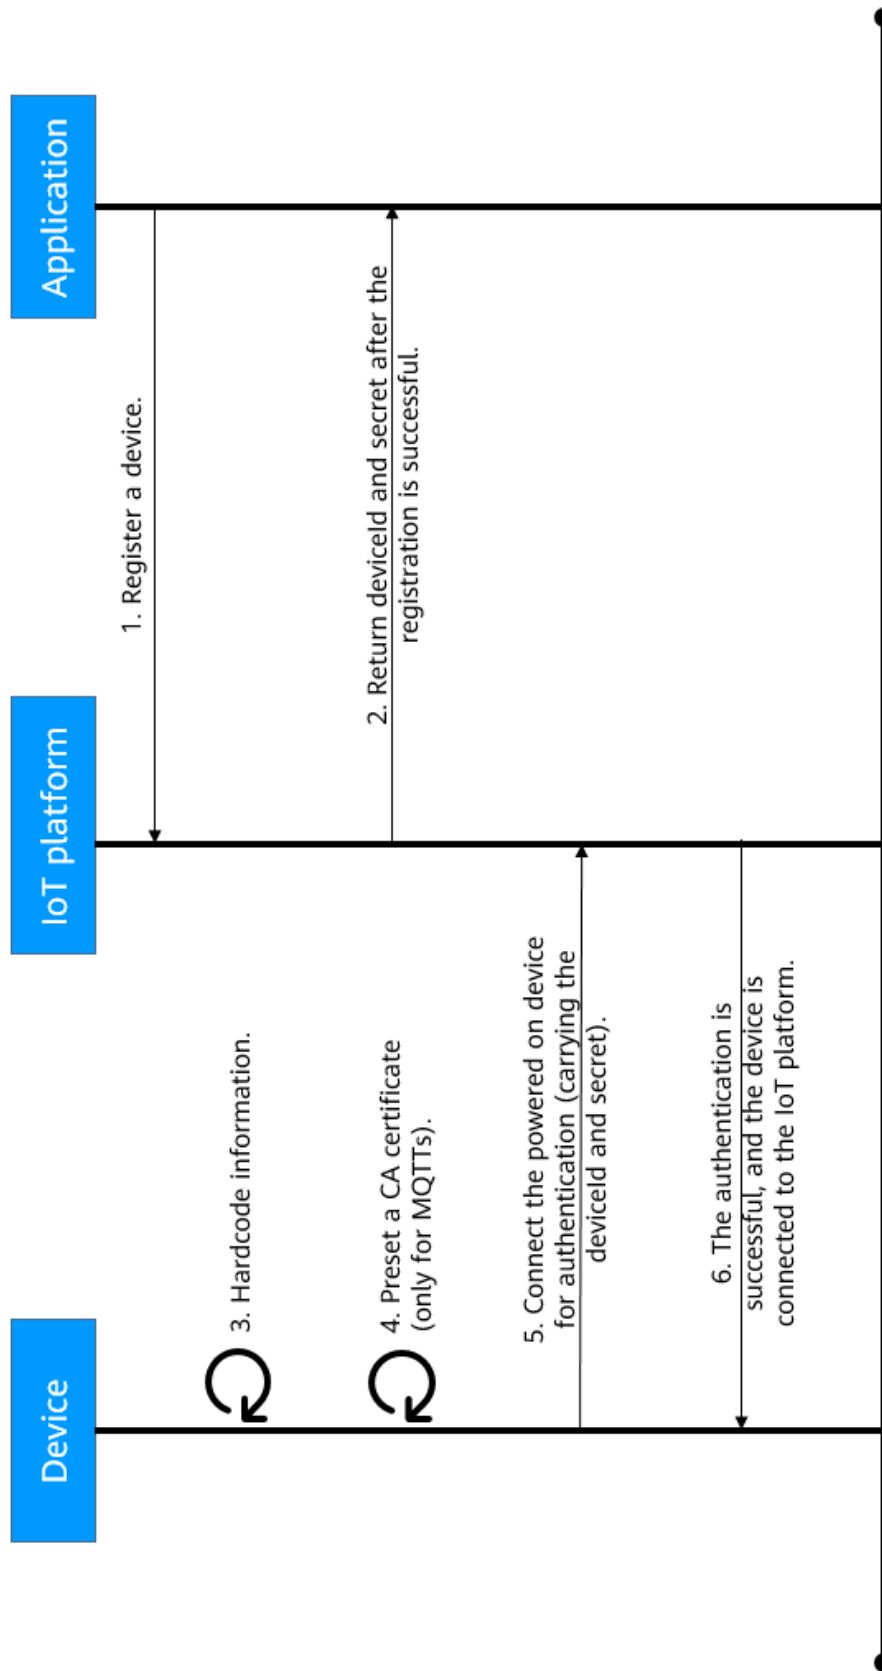 Device
IoT platform
Application
1. Register a device.
2. Return deviceId and secret after the
registration is successful.
3. Hardcode information.
4. Preset a CA certificate
(only for MQTTs).
5. Connect the powered on device
for authentication (carrying the
deviceId and secret).
6. The authentication is
successful, and the device is
connected to the IoT platform.